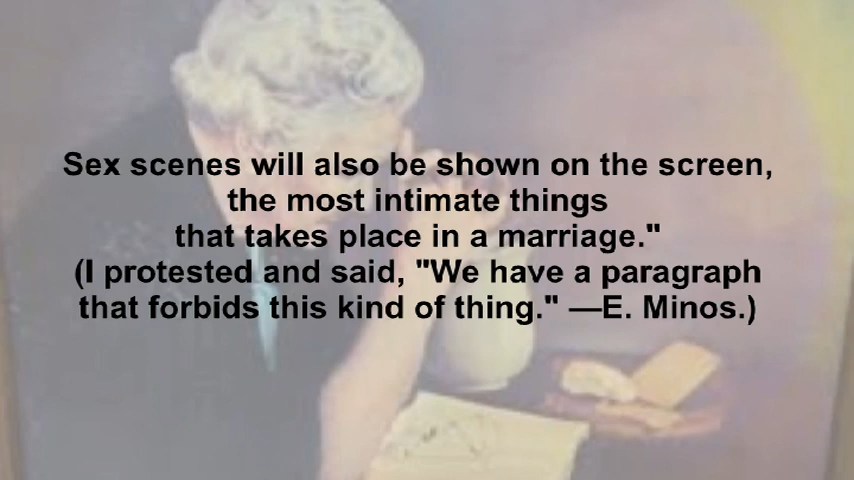 Sex scenes will also be shown on the screen,
the most intimate things
that takes place in a marriage."
(I protested and said, "We have a paragraph
that forbids this kind of thing." —E. Minos.)